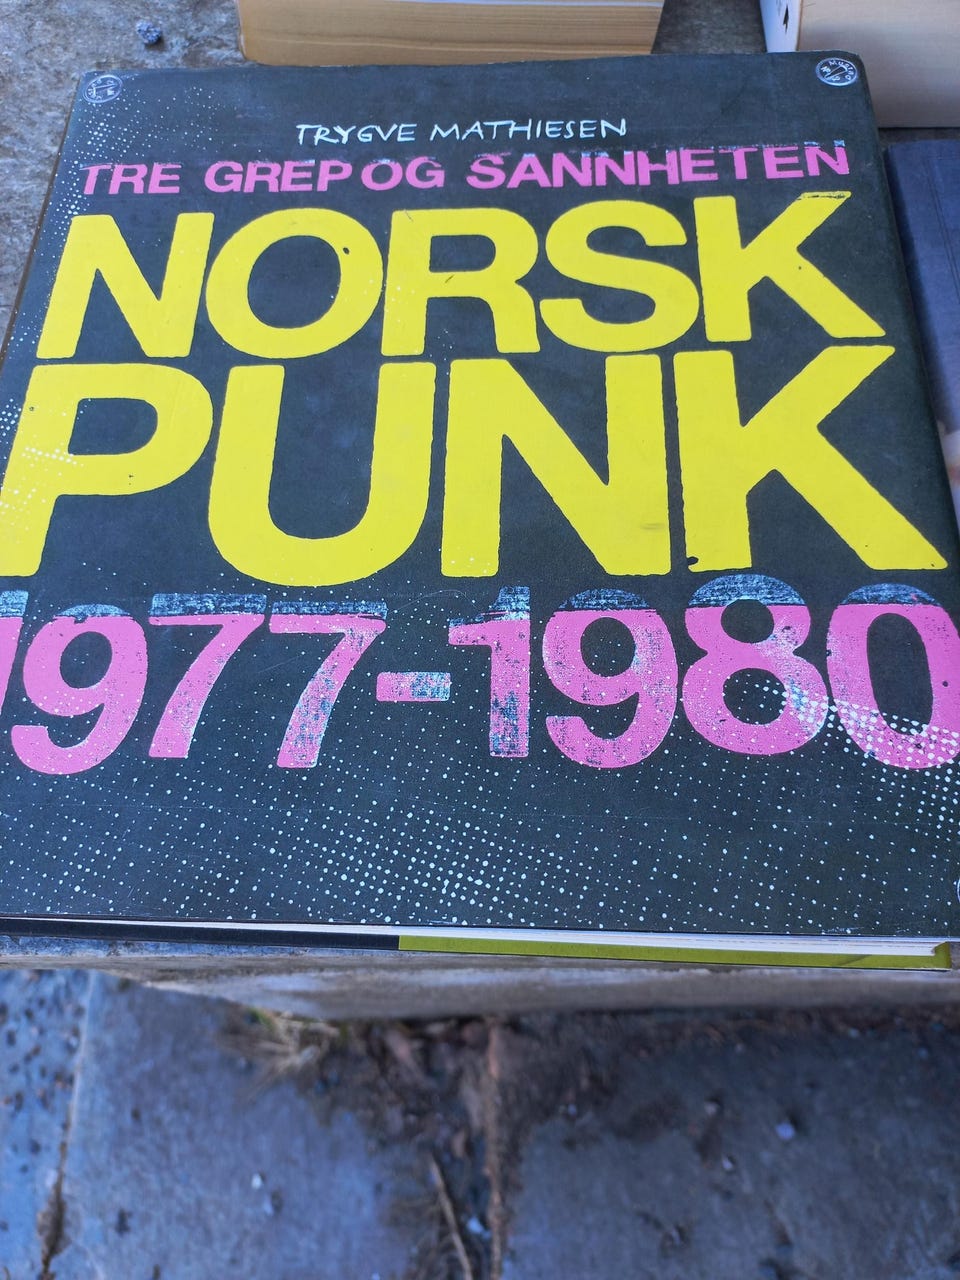 TRYGVE MATHIESEN
TRE GREP OG SANNHETEN
NORSK
PUNK
1977-1980